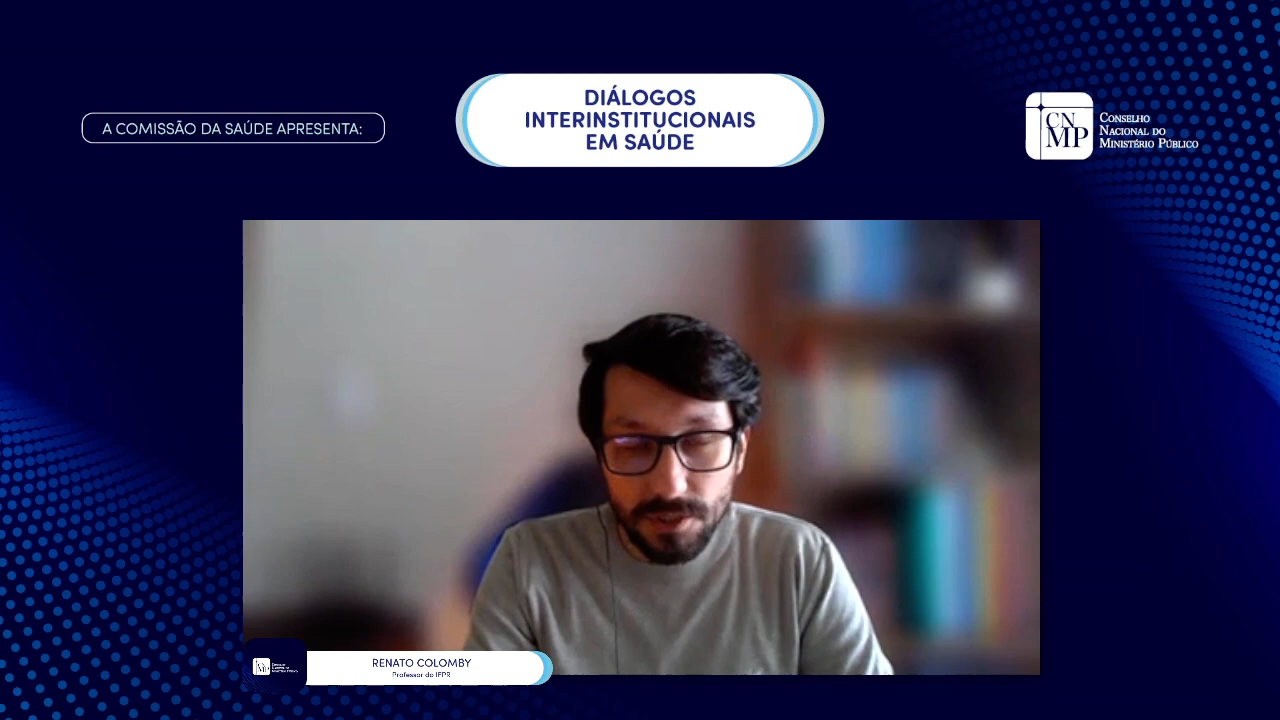 A COMISSÃO DA SAÚDE APRESENTA:
DIÁLOGOS
INTERINSTITUCIONAIS
EM SAÚDE
CN
MP
CONSELHO
NACIONAL DO
MINISTÉRIO PÚBLICO
RENATO COLOMBY
Professor do IFPR